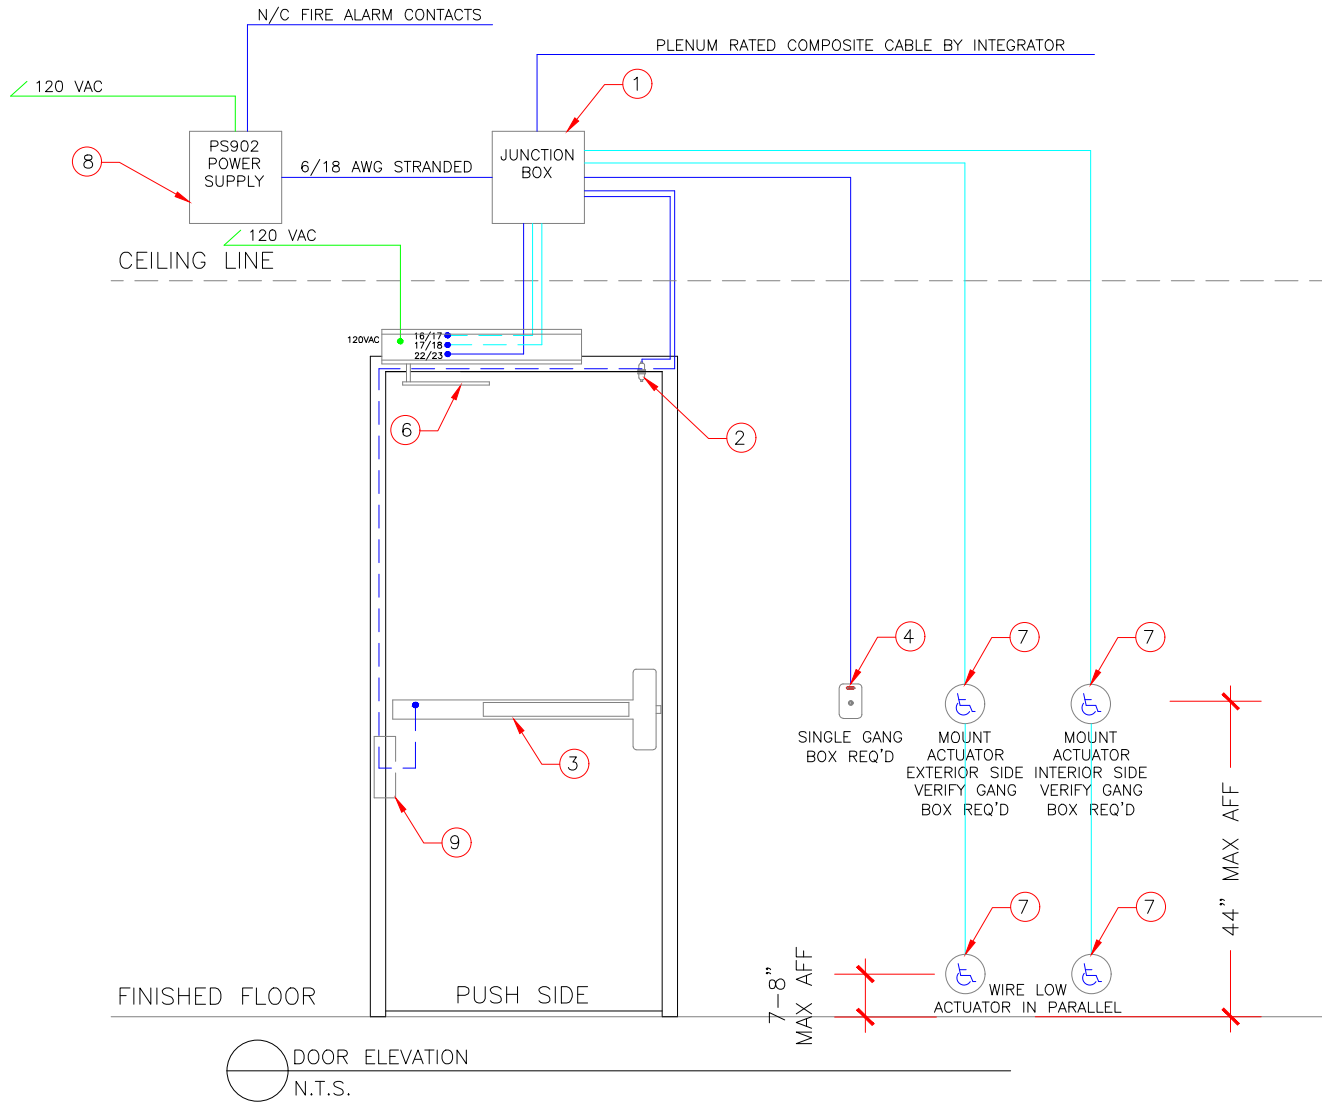 N/C FIRE ALARM CONTACTS
PLENUM RATED COMPOSITE CABLE BY INTEGRATOR
120 VAC
1
PS902
POWER
SUPPLY
8
6/18 AWG STRANDED
JUNCTION
BOX
120 VAC
CEILING LINE
120VAC
16/17
17/18
22/23
6
2
4
7
7
SINGLE GANG
BOX REQ'D
MOUNT
ACTUATOR
EXTERIOR SIDE
VERIFY GANG
BOX REQ'D
MOUNT
ACTUATOR
INTERIOR SIDE
VERIFY GANG
BOX REQ'D
3
9
44" MAX AFF
7
7
7-8"
MAX AFF
WIRE LOW
ACTUATOR IN PARALLEL
FINISHED FLOOR
PUSH SIDE
DOOR ELEVATION
N.T.S.